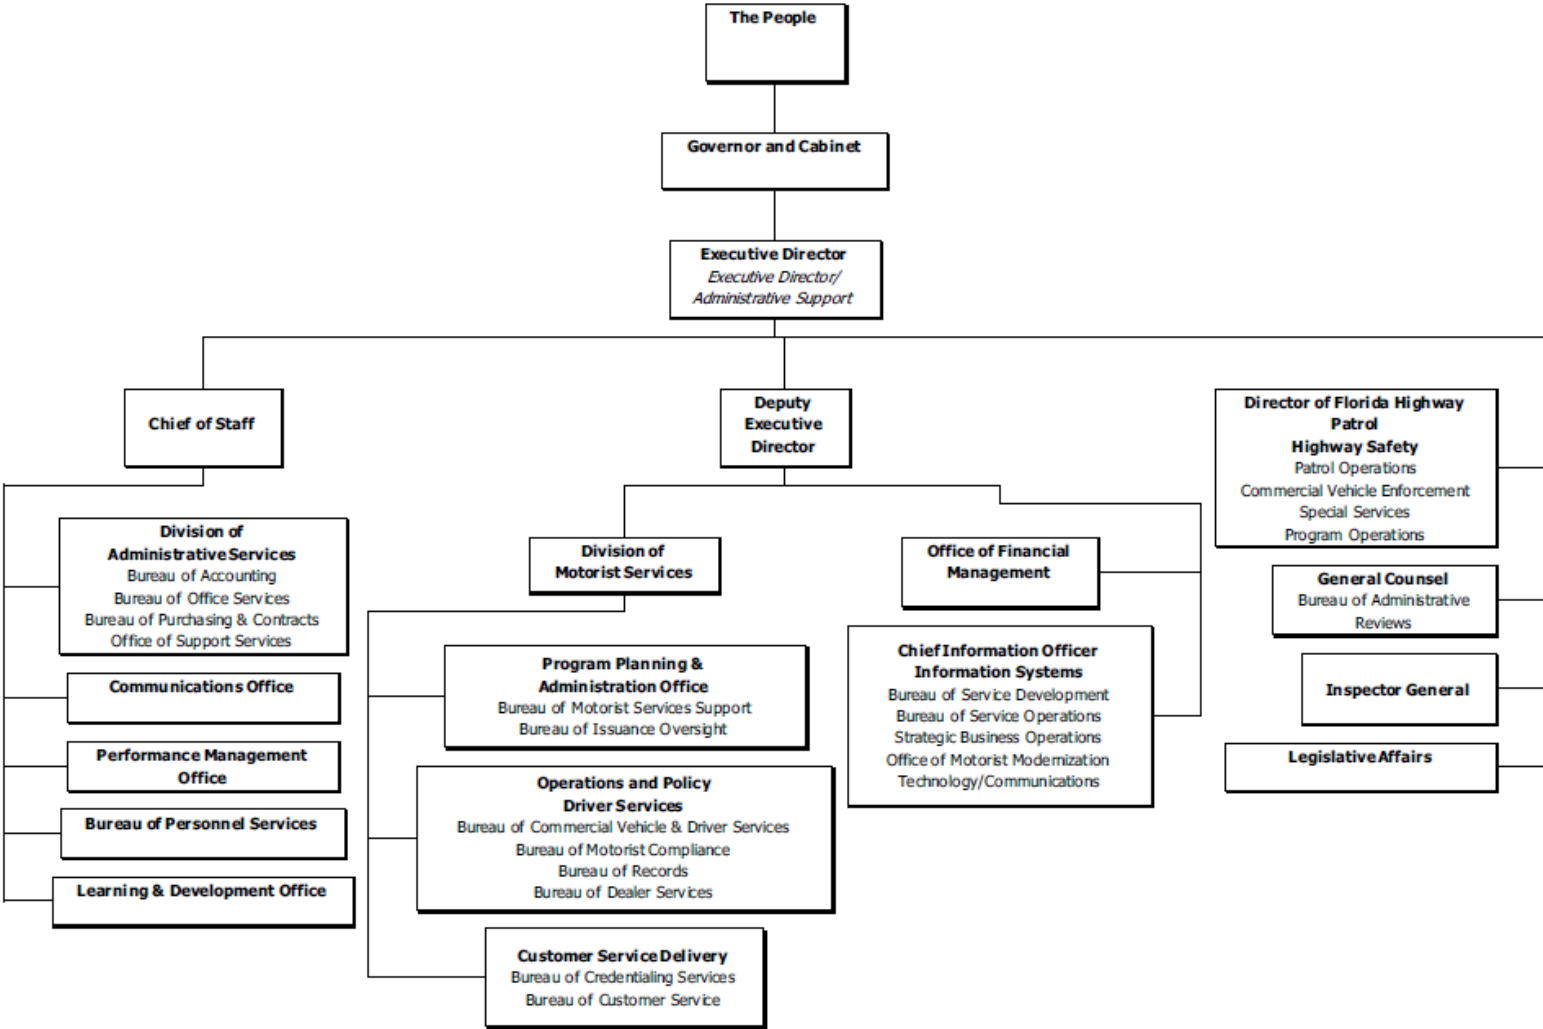 The People
Governor and Cabinet
Executive Director
Executive Director/
Administrative Support
Chief of Staff
Deputy
Executive
Director
Director of Florida Highway
Patrol
Highway Safety
Patrol Operations
Commercial Vehicle Enforcement
Special Services
Program Operations
Division of
Administrative Services
Bureau of Accounting
Bureau of Office Services
Bureau of Purchasing & Contracts
Office of Support Services
Communications Office
Performance Management
Office
Bureau of Personnel Services
Learning & Development Office
Division of
Motorist Services
Program Planning &
Administration Office
Bureau of Motorist Services Support
Bureau of Issuance Oversight
Operations and Policy
Driver Services
Bureau of Commercial Vehicle & Driver Services
Bureau of Motorist Compliance
Bureau of Records
Bureau of Dealer Services
Customer Service Delivery
Bureau of Credentialing Services
Bureau of Customer Service
Office of Financial
Management
Chief Information Officer
Information Systems
Bureau of Service Development
Bureau of Service Operations
Strategic Business Operations
Office of Motorist Modernization
Technology/Communications
General Counsel
Bureau of Administrative
Reviews
Inspector General
Legislative Affairs